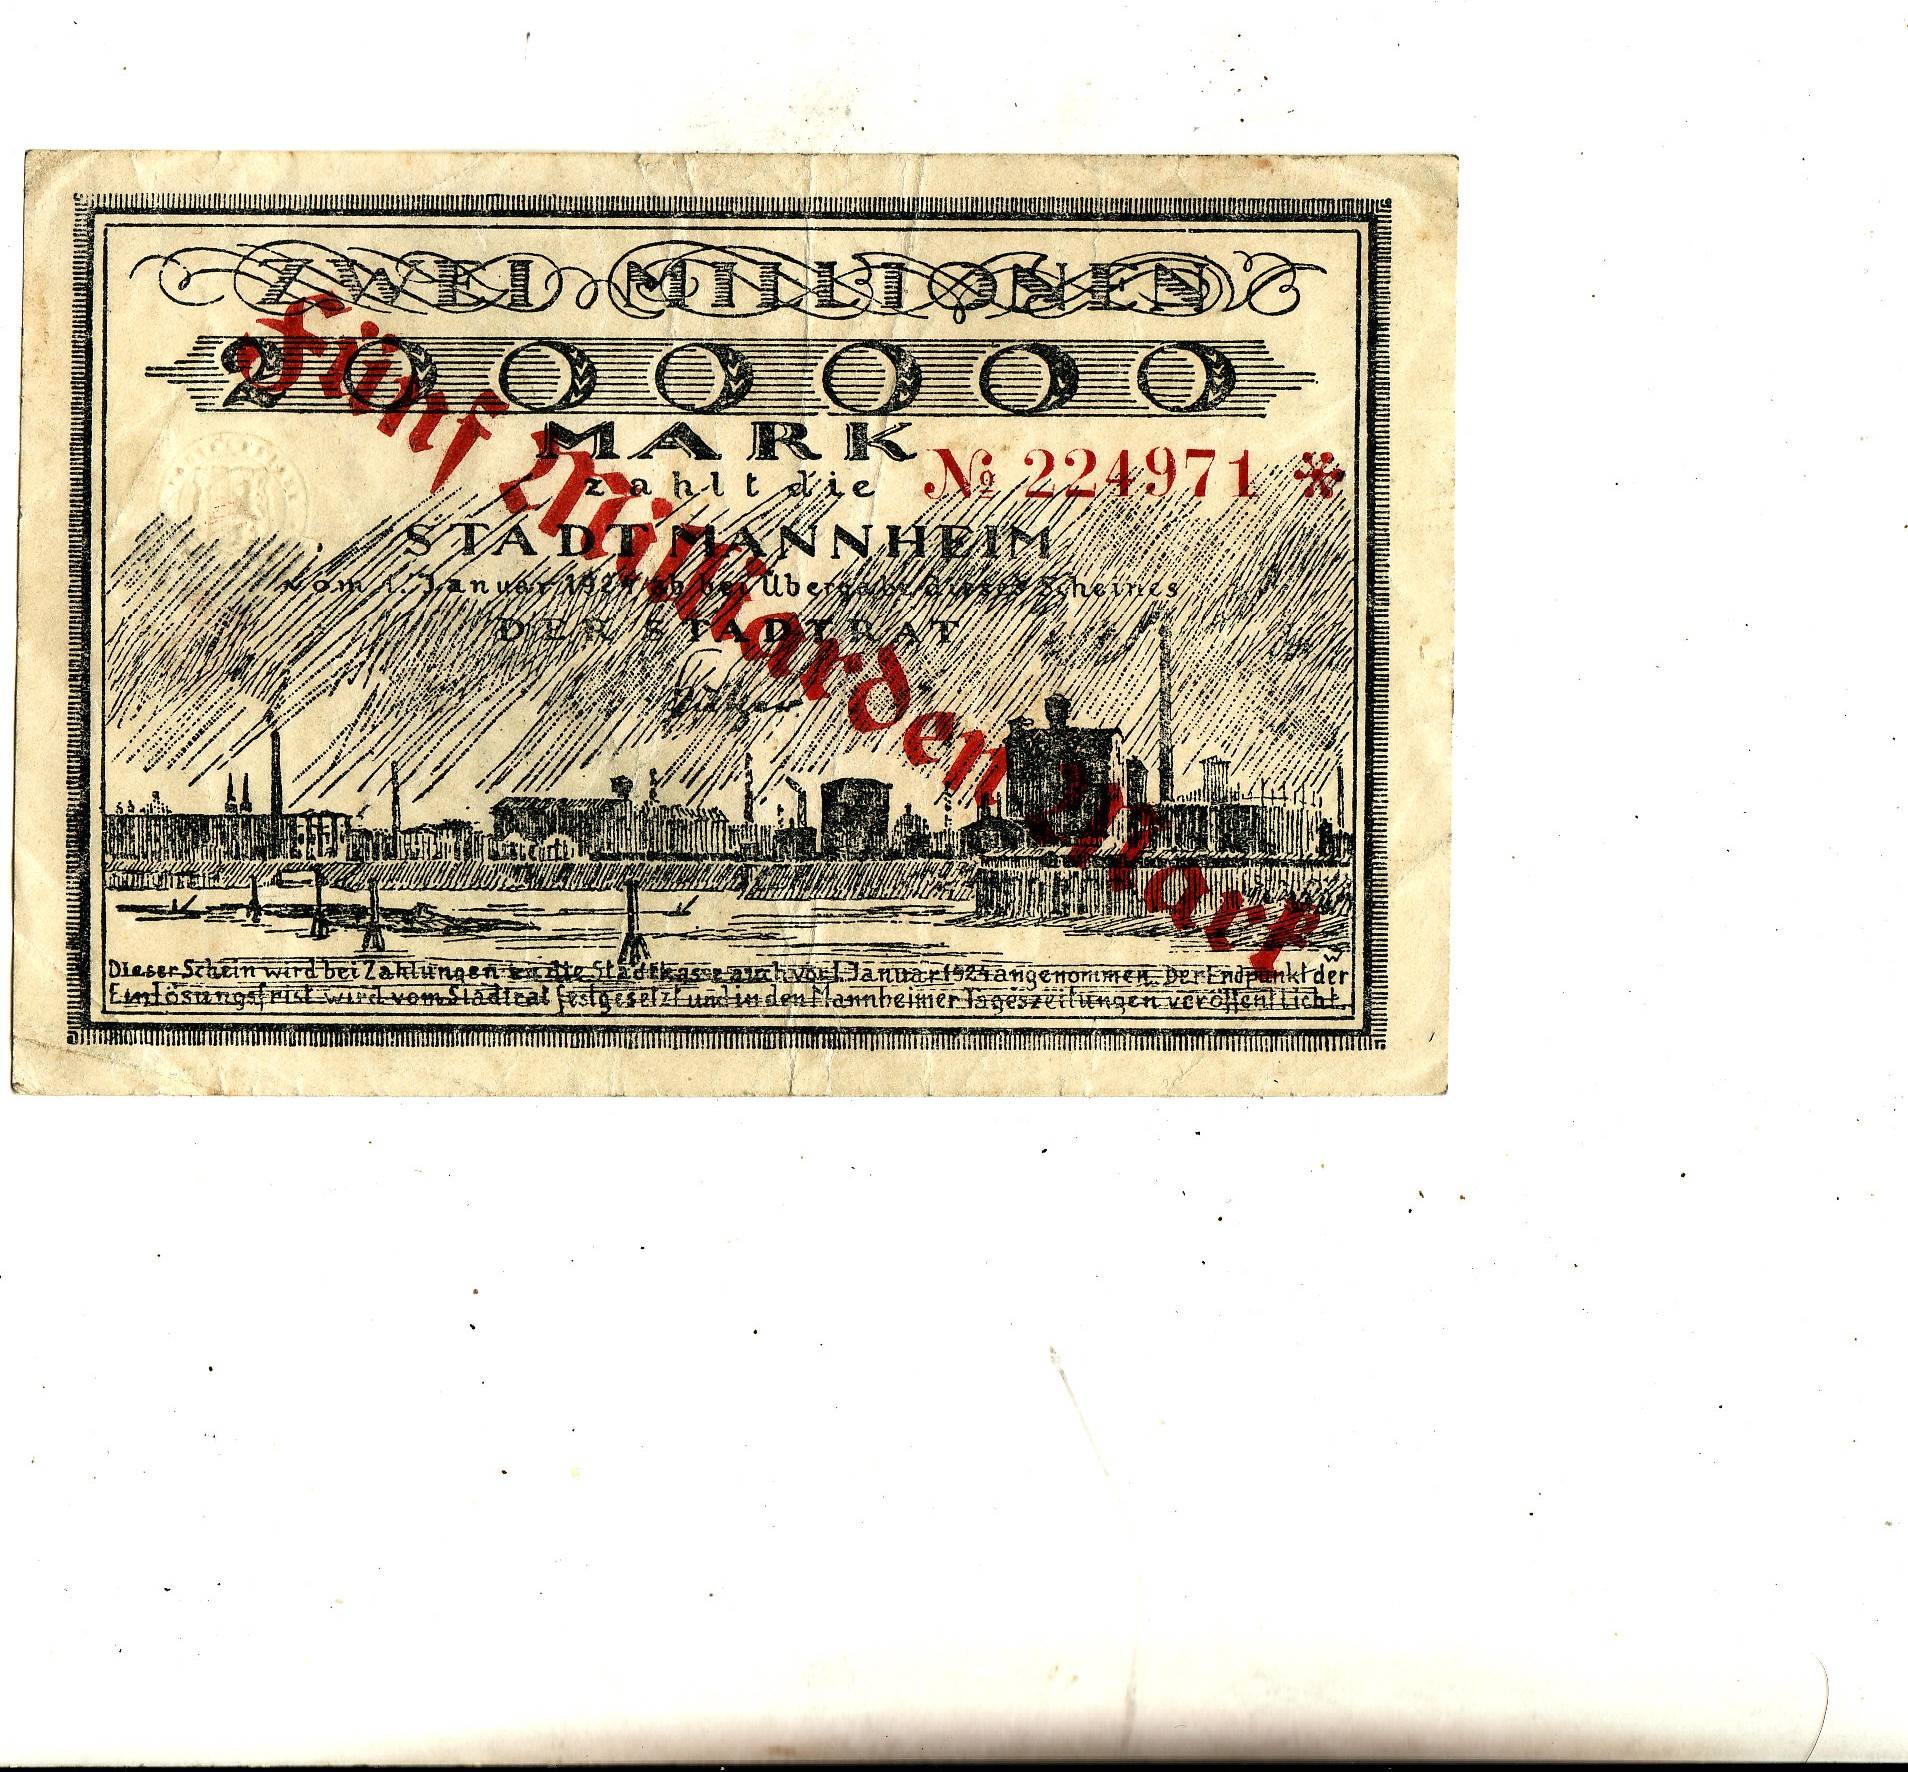 ZWEI MILLIONEN
2000000
MARK
Fünf Milliarden Mark
№ 224971 *
zahlt die
STADT MANNHEIM
vom 1. Januar 1924 ab bei Übergabe dieses Scheines
DER STADTRAT
Dieser Schein wird bei Zahlungen an die Stadtkasse auch vor 1. Januar 1924 angenommen. Der Endpunkt der
Einlösungsfrist wird vom Stadtrat festgesetzt und in den Mannheimer Tageszeitungen veröffentlicht.